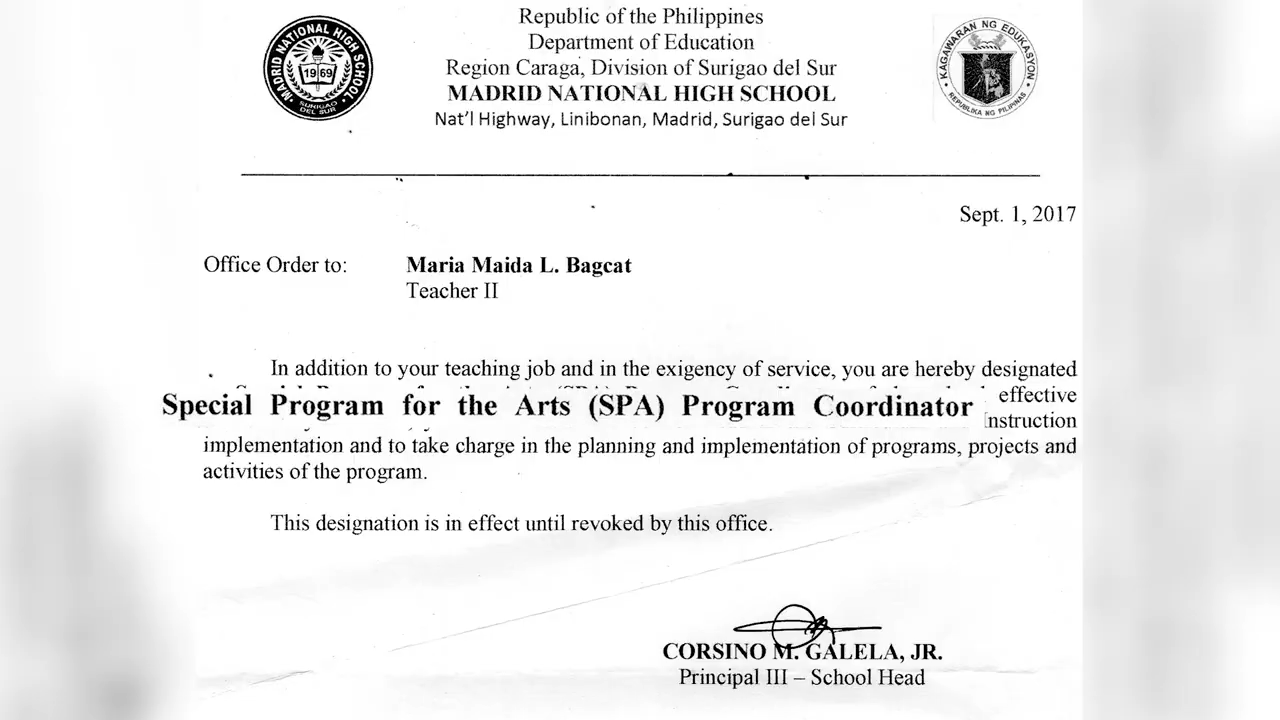 MADRID NATIONAL HIGH SCHOOL
1969
SURIGAO DEL SUR
Republic of the Philippines
Department of Education
Region Caraga, Division of Surigao del Sur
MADRID NATIONAL HIGH SCHOOL
Nat'l Highway, Linibonan, Madrid, Surigao del Sur
KAGAWARAN NG EDUKASYON
REPUBLIKA NG PILIPINAS
Sept. 1, 2017
Office Order to: Maria Maida L. Bagcat
Teacher II
In addition to your teaching job and in the exigency of service, you are hereby designated
effective
Special Program for the Arts (SPA) Program Coordinator
nstruction
implementation and to take charge in the planning and implementation of programs, projects and
activities of the program.
This designation is in effect until revoked by this office.
CORSINO M. GALELA, JR.
Principal III – School Head